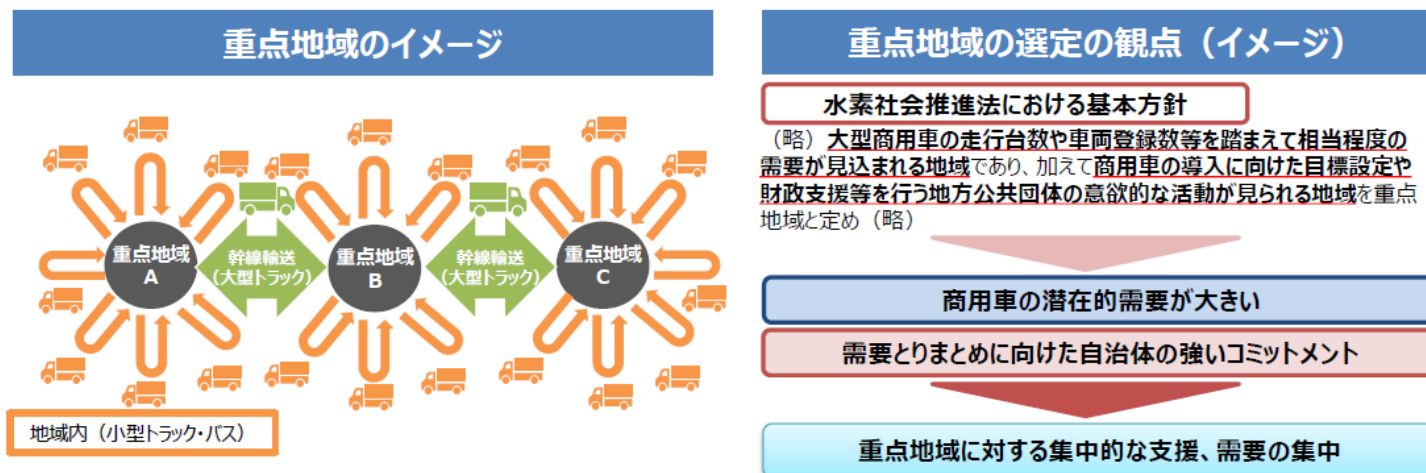 重点地域のイメージ
重点地域
A
幹線輸送
(大型トラック)
重点地域
B
幹線輸送
(大型トラック)
重点地域
C
地域内（小型トラック・バス）
重点地域の選定の観点（イメージ）
水素社会推進法における基本方針
（略）大型商用車の走行台数や車両登録数等を踏まえて相当程度の
需要が見込まれる地域であり、加えて商用車の導入に向けた目標設定や
財政支援等を行う地方公共団体の意欲的な活動が見られる地域を重点
地域と定め（略）
商用車の潜在的需要が大きい
需要とりまとめに向けた自治体の強いコミットメント
重点地域に対する集中的な支援、需要の集中